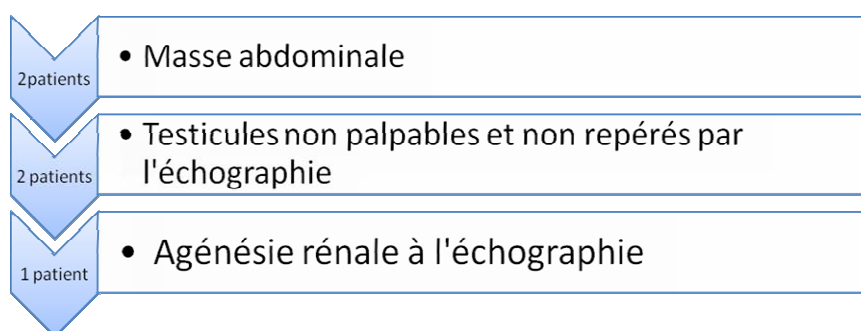 2patients
• Masse abdominale
2 patients
• Testicules non palpables et non repérés par
l'échographie
1 patient
• Agénésie rénale à l'échographie